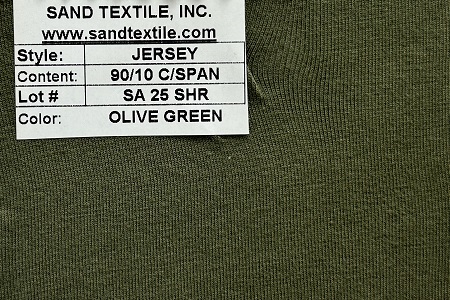 SAND TEXTILE, INC.
www.sandtextile.com
Style: JERSEY
Content: 90/10 C/SPAN
Lot # SA 25 SHR
Color: OLIVE GREEN